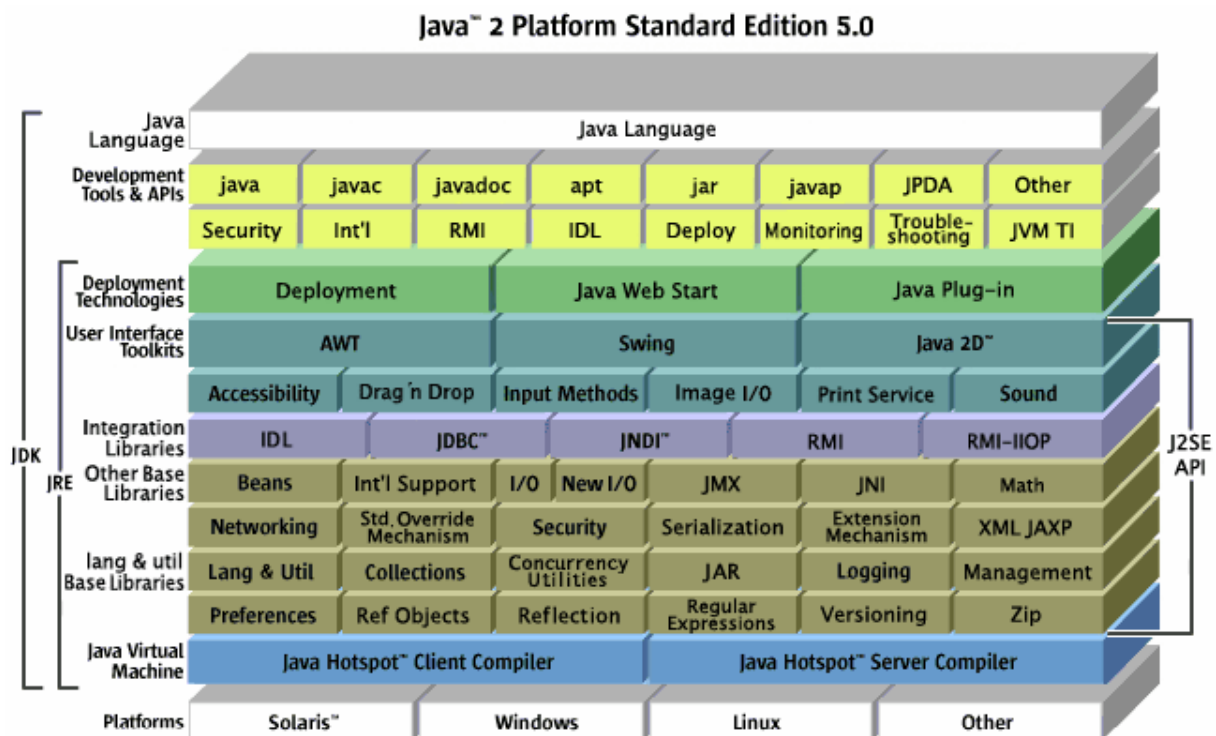 Java™ 2 Platform Standard Edition 5.0
Java
Language
Java Language
Development
Tools & APIs
java
javac
javadoc
apt
jar
javap
JPDA
Other
Security
Int'l
RMI
IDL
Deploy
Monitoring
Trouble-
shooting
JVM TI
Deployment
Technologies
Deployment
Java Web Start
Java Plug-in
User Interface
Toolkits
AWT
Swing
Java 2D™
Accessibility
Drag 'n Drop
Input Methods
Image I/O
Print Service
Sound
Integration
Libraries
IDL
JDBC™
JNDI™
RMI
RMI-IIOP
JDK
JRE
J2SE
API
Other Base
Libraries
Beans
Int'l Support
I/O
New I/O
JMX
JNI
Math
Networking
Std. Override
Mechanism
Security
Serialization
Extension
Mechanism
XML JAXP
lang & util
Base Libraries
Lang & Util
Collections
Concurrency
Utilities
JAR
Logging
Management
Preferences
Ref Objects
Reflection
Regular
Expressions
Versioning
Zip
Java Virtual
Machine
Java Hotspot™ Client Compiler
Java Hotspot™ Server Compiler
Platforms
Solaris™
Windows
Linux
Other